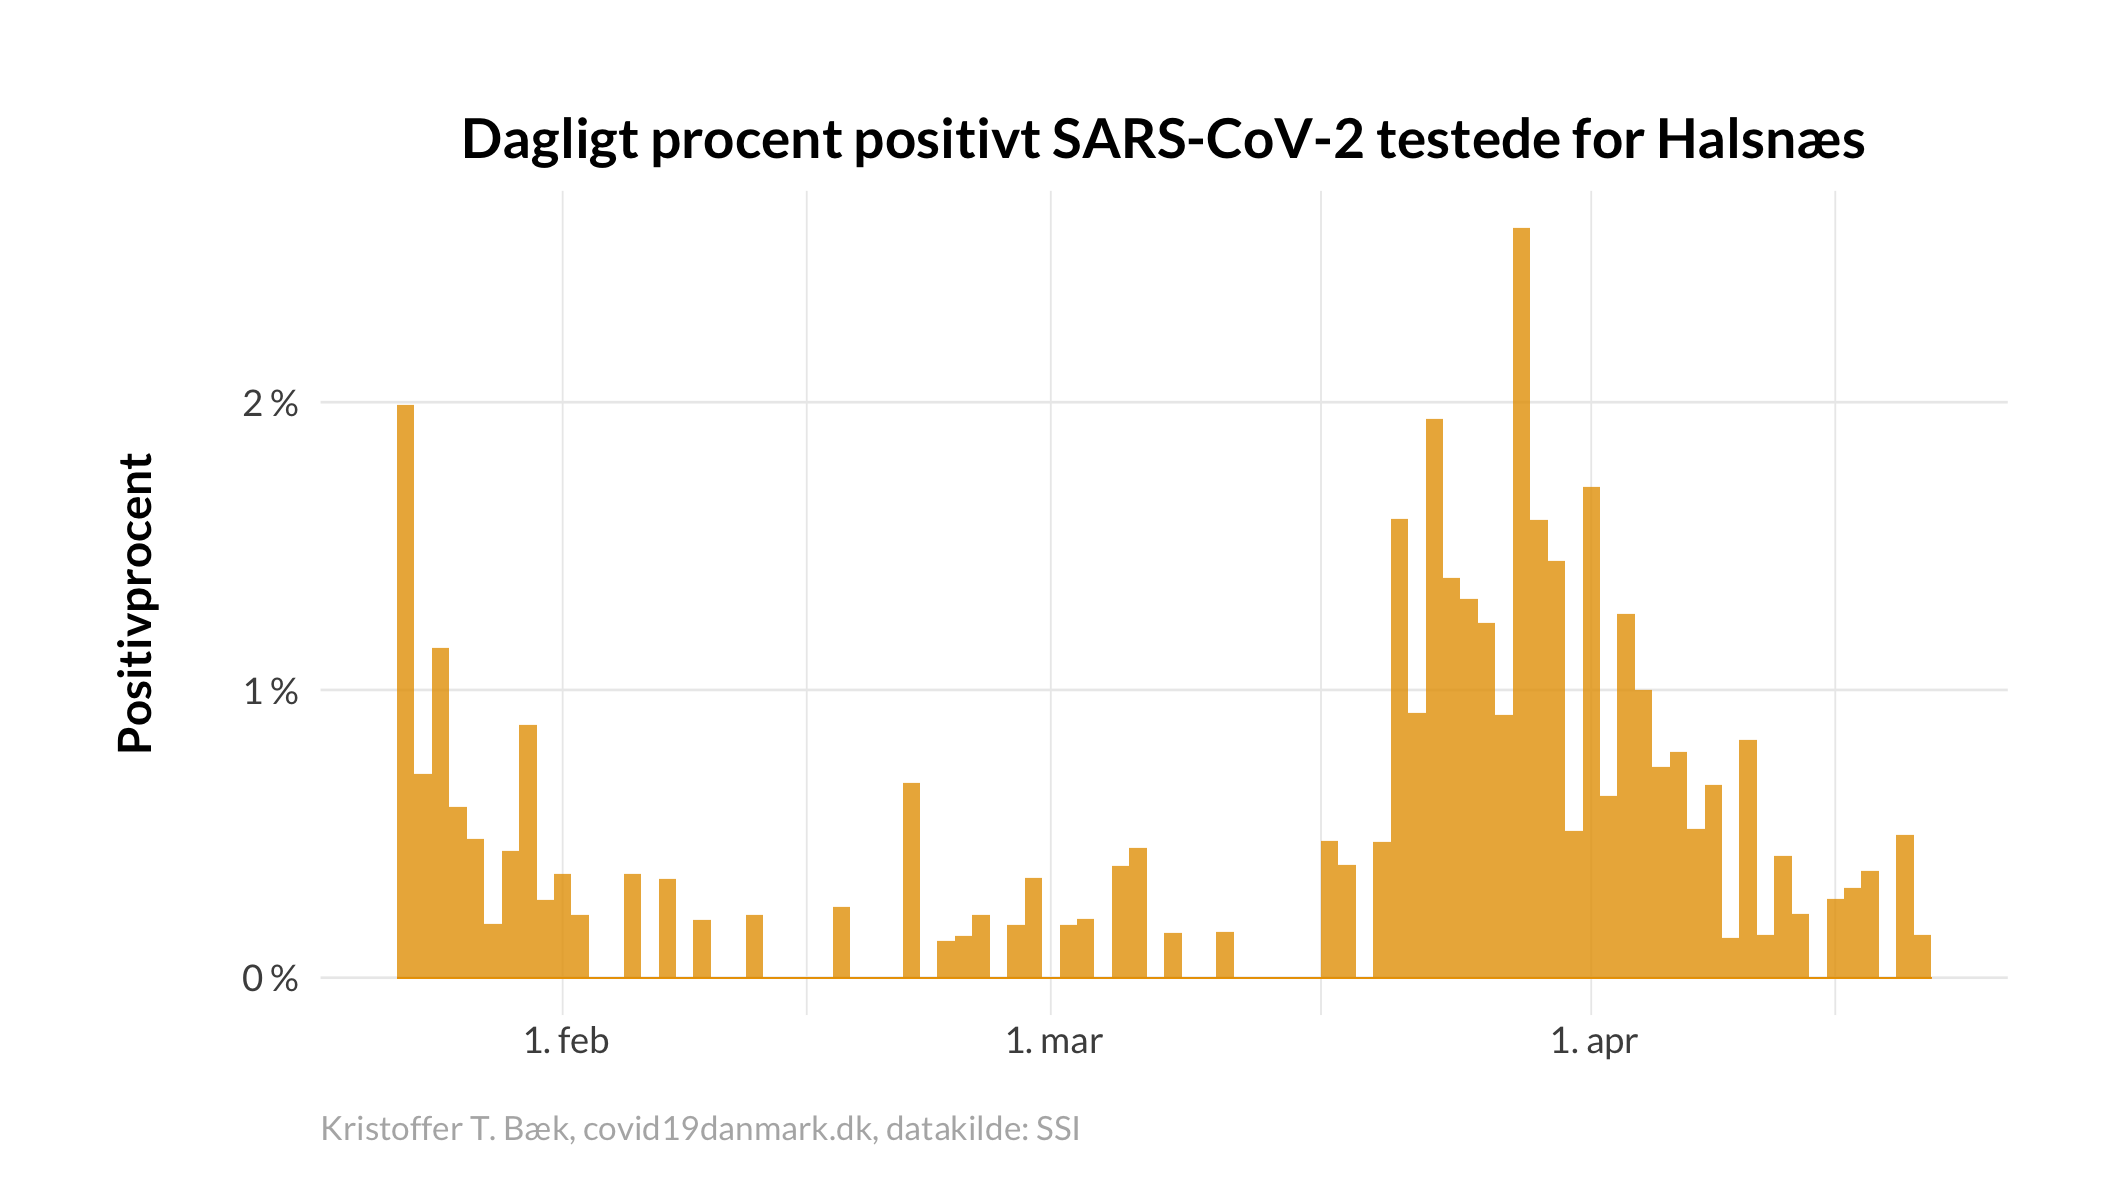 Dagligt procent positivt SARS-CoV-2 testede for Halsnæs
Positivprocent
2 %
1 %
0 %
1. feb
1. mar
1. apr
Kristoffer T. Bæk, covid19danmark.dk, datakilde: SSI